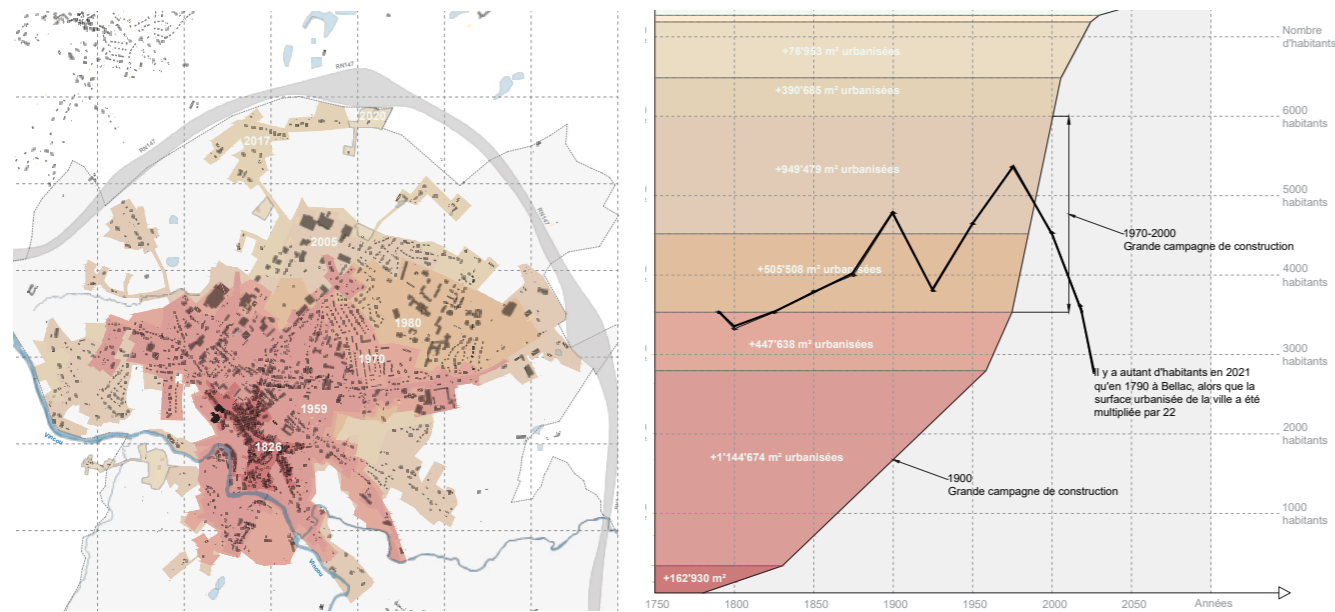 RN147
2020
2017
RN147
RN147
2005
1980
1970
1959
1826
Vincou
Vincou
Nombre
d'habitants
+76'953 m² urbanisées
+390'685 m² urbanisées
6000
habitants
+949'479 m² urbanisées
5000
habitants
1970-2000
Grande campagne de construction
+505'508 m² urbanisées
4000
habitants
+447'638 m² urbanisées
3000
habitants
Il y a autant d'habitants en 2021
qu'en 1790 à Bellac, alors que la
surface urbanisée de la ville a été
multipliée par 22
2000
habitants
+1'144'674 m² urbanisées
1900
Grande campagne de construction
1000
habitants
+162'930 m²
1750 1800 1850 1900 1950 2000 2050 Années